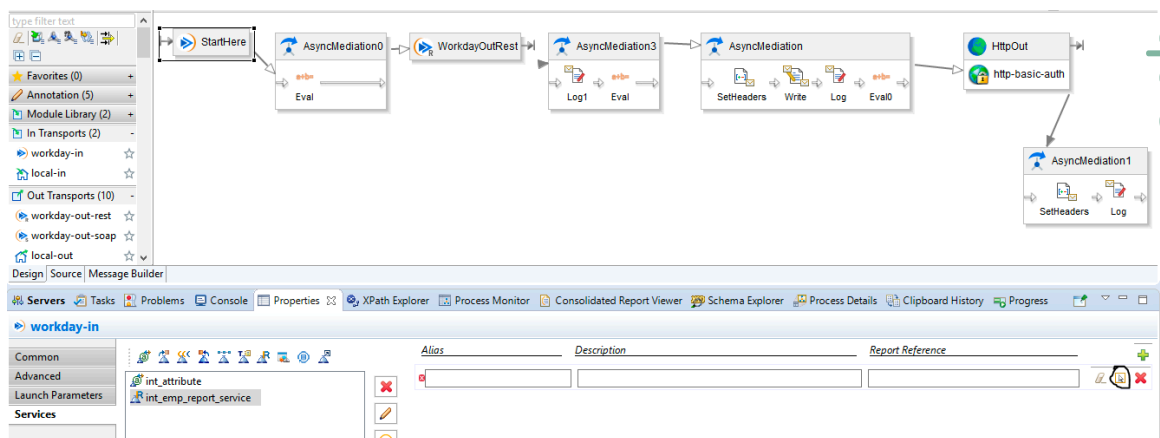 type filter text
Favorites (0) +
Annotation (5) +
Module Library (2) +
In Transports (2) -
workday-in
local-in
Out Transports (10) -
workday-out-rest
workday-out-soap
local-out
StartHere
AsyncMediation0
Eval
WorkdayOutRest
R
AsyncMediation3
Log1 Eval
AsyncMediation
SetHeaders Write Log Eval0
HttpOut
http-basic-auth
AsyncMediation1
SetHeaders Log
Design Source Message Builder
Servers Tasks Problems Console Properties XPath Explorer Process Monitor Consolidated Report Viewer Schema Explorer Process Details Clipboard History Progress
workday-in
Common
Advanced
Launch Parameters
Services
int_attribute
int_emp_report_service
Alias Description Report Reference